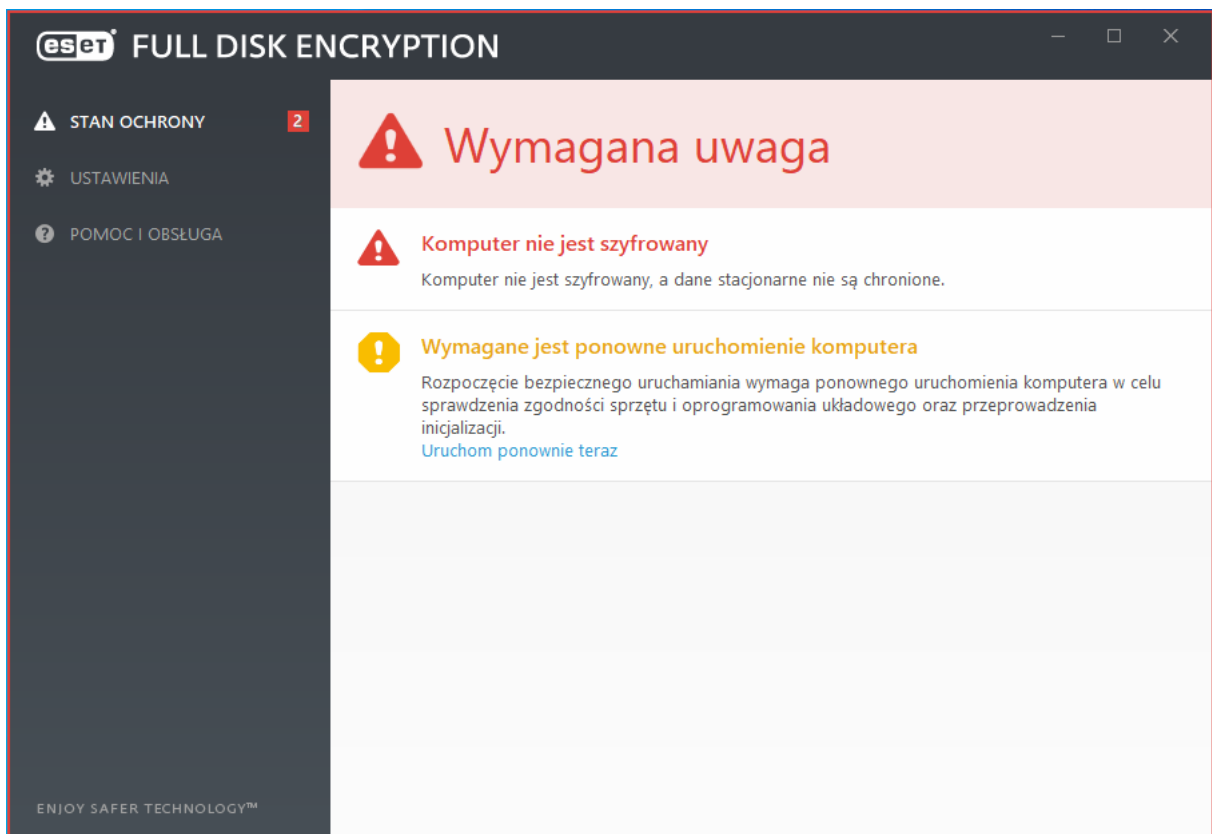 eset FULL DISK ENCRYPTION
STAN OCHRONY 2
USTAWIENIA
POMOC I OBSŁUGA
Wymagana uwaga
Komputer nie jest szyfrowany
Komputer nie jest szyfrowany, a dane stacjonarne nie są chronione.
Wymagane jest ponowne uruchomienie komputera
Rozpoczęcie bezpiecznego uruchamiania wymaga ponownego uruchomienia komputera w celu
sprawdzenia zgodności sprzętu i oprogramowania układowego oraz przeprowadzenia
inicjalizacji.
Uruchom ponownie teraz
ENJOY SAFER TECHNOLOGY™